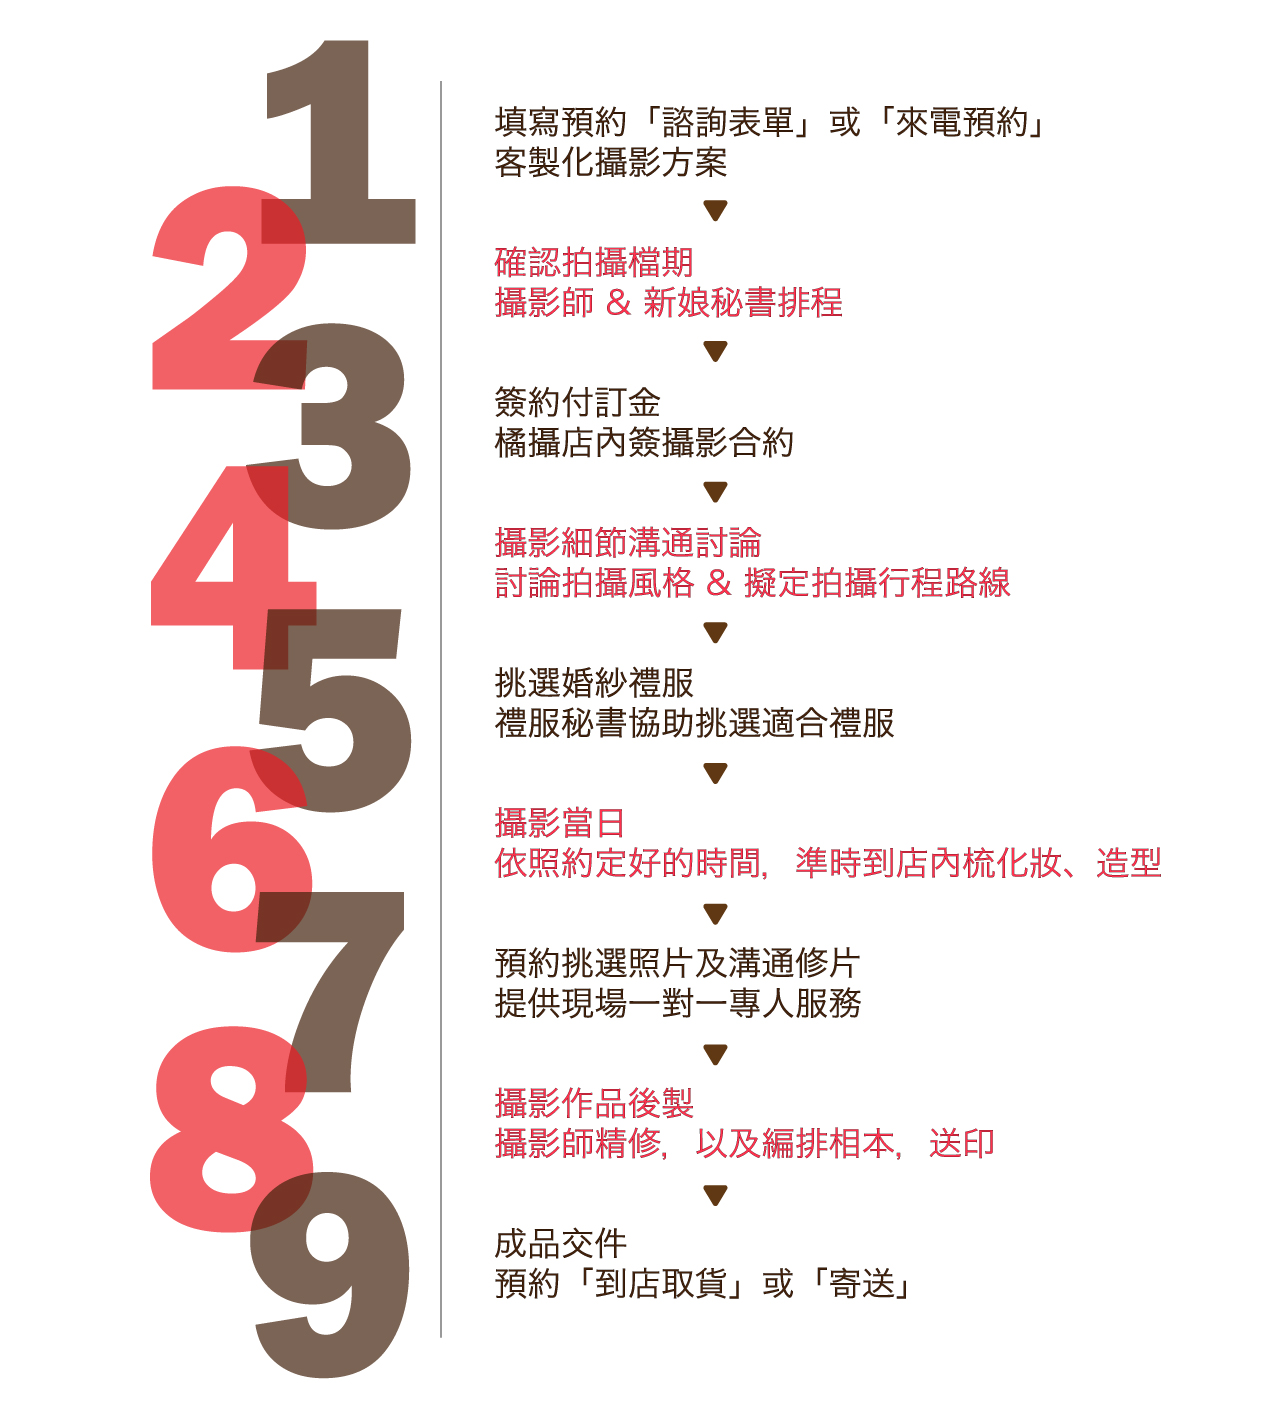 1
填寫預約「諮詢表單」或「來電預約」
客製化攝影方案
2
確認拍攝檔期
攝影師 & 新娘秘書排程
3
簽約付訂金
橘攝店內簽攝影合約
4
攝影細節溝通討論
討論拍攝風格 & 擬定拍攝行程路線
5
挑選婚紗禮服
禮服秘書協助挑選適合禮服
6
攝影當日
依照約定好的時間，準時到店內梳化妝、造型
7
預約挑選照片及溝通修片
提供現場一對一專人服務
8
攝影作品後製
攝影師精修，以及編排相本，送印
9
成品交件
預約「到店取貨」或「寄送」